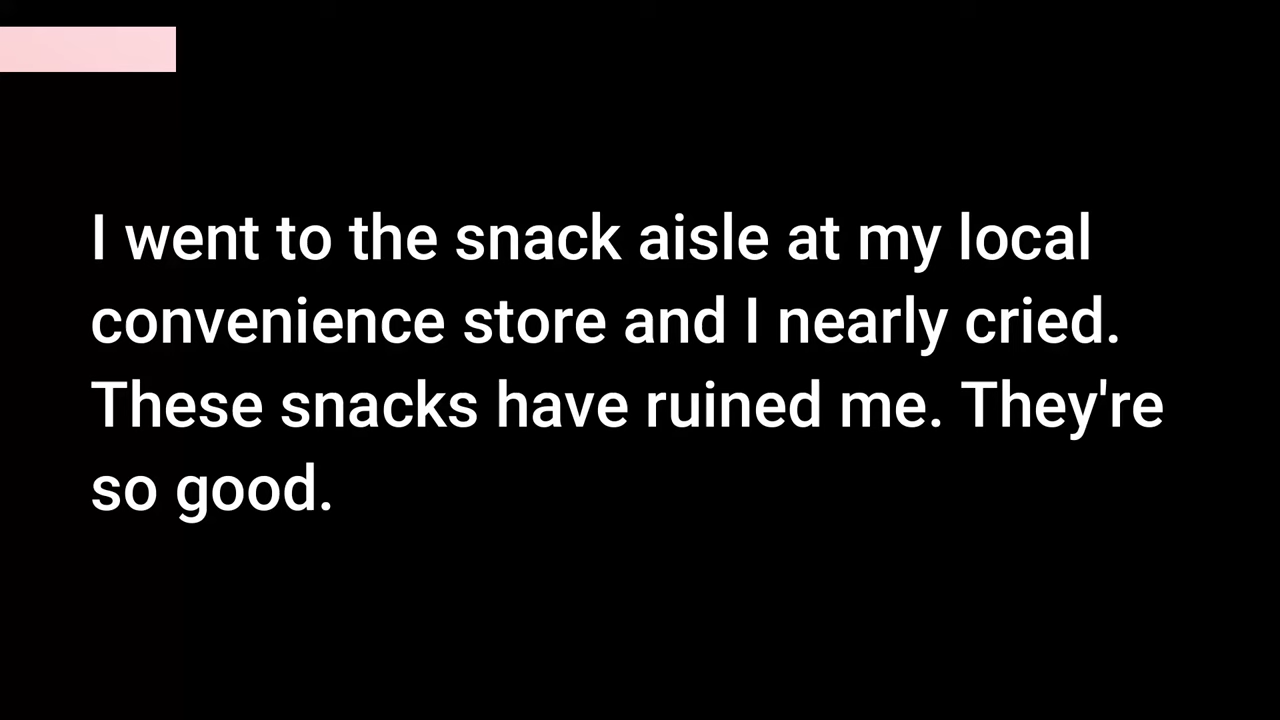 I went to the snack aisle at my local
convenience store and I nearly cried.
These snacks have ruined me. They're
so good.